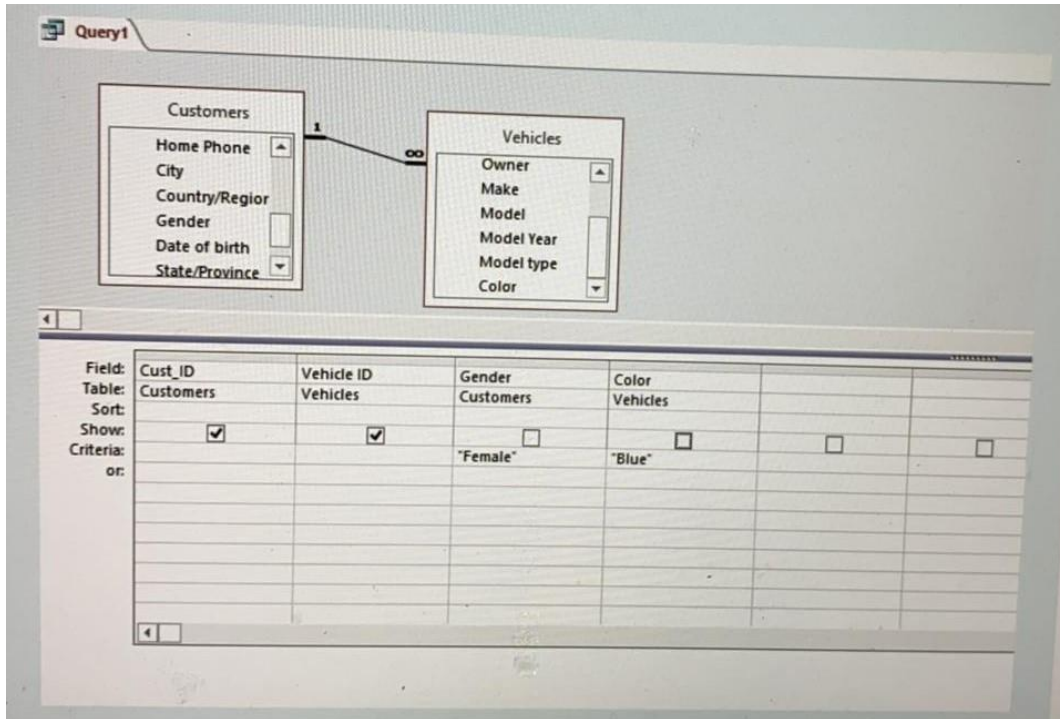 Query1
Customers
Home Phone
City
Country/Regior
Gender
Date of birth
State/Province
1
∞
Vehicles
Owner
Make
Model
Model Year
Model type
Color
Field: Cust_ID Vehicle ID Gender Color
Table: Customers Vehicles Customers Vehicles
Sort:
Show:
Criteria: "Female" "Blue"
or: